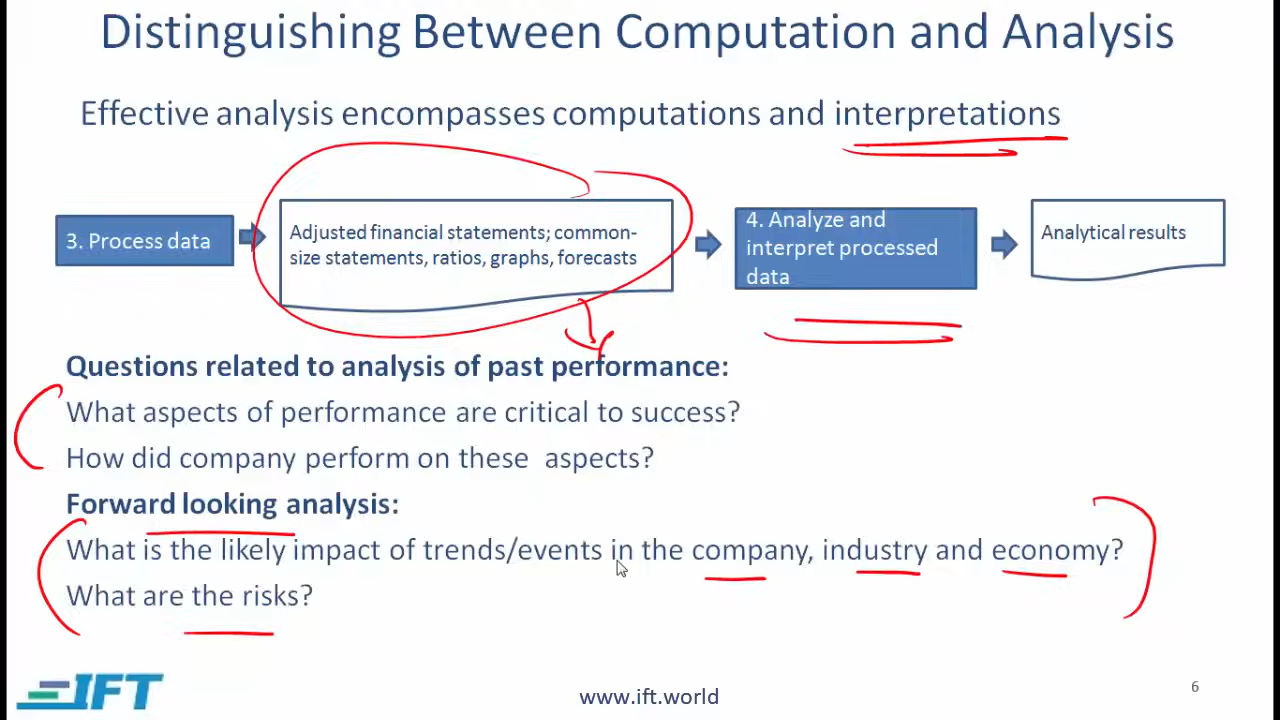 Distinguishing Between Computation and Analysis
Effective analysis encompasses computations and interpretations
3. Process data
Adjusted financial statements; common-
size statements, ratios, graphs, forecasts
4. Analyze and
interpret processed
data
Analytical results
Questions related to analysis of past performance:
What aspects of performance are critical to success?
How did company perform on these aspects?
Forward looking analysis:
What is the likely impact of trends/events in the company, industry and economy?
What are the risks?
IFT
www.ift.world
6